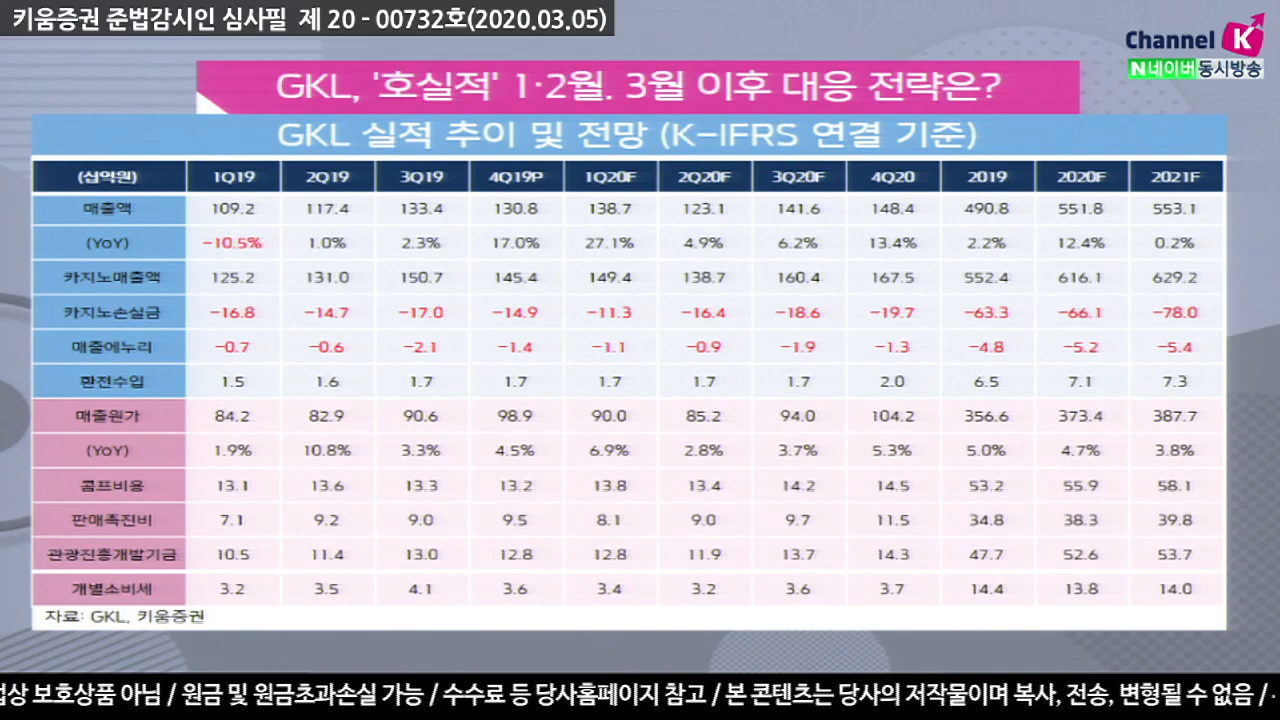 키움증권 준법감시인 심사필 제 20 - 00732호(2020.03.05)
Channel K
N 네이버 동시방송
GKL, '호실적' 1·2월. 3월 이후 대응 전략은?
GKL 실적 추이 및 전망 (K-IFRS 연결 기준)
(십억원) 1Q19 2Q19 3Q19 4Q19P 1Q20F 2Q20F 3Q20F 4Q20 2019 2020F 2021F
매출액 109.2 117.4 133.4 130.8 138.7 123.1 141.6 148.4 490.8 551.8 553.1
(YoY) -10.5% 1.0% 2.3% 17.0% 27.1% 4.9% 6.2% 13.4% 2.2% 12.4% 0.2%
카지노매출액 125.2 131.0 150.7 145.4 149.4 138.7 160.4 167.5 552.4 616.1 629.2
카지노손실금 -16.8 -14.7 -17.0 -14.9 -11.3 -16.4 -18.6 -19.7 -63.3 -66.1 -78.0
매출에누리 -0.7 -0.6 -2.1 -1.4 -1.1 -0.9 -1.9 -1.3 -4.8 -5.2 -5.4
환전수입 1.5 1.6 1.7 1.7 1.7 1.7 1.7 2.0 6.5 7.1 7.3
매출원가 84.2 82.9 90.6 98.9 90.0 85.2 94.0 104.2 356.6 373.4 387.7
(YoY) 1.9% 10.8% 3.3% 4.5% 6.9% 2.8% 3.7% 5.3% 5.0% 4.7% 3.8%
콤프비용 13.1 13.6 13.3 13.2 13.8 13.4 14.2 14.5 53.2 55.9 58.1
판매촉진비 7.1 9.2 9.0 9.5 8.1 9.0 9.7 11.5 34.8 38.3 39.8
관광진흥개발기금 10.5 11.4 13.0 12.8 12.8 11.9 13.7 14.3 47.7 52.6 53.7
개별소비세 3.2 3.5 4.1 3.6 3.4 3.2 3.6 3.7 14.4 13.8 14.0
자료: GKL, 키움증권
보호상품 아님 / 원금 및 원금초과손실 가능 / 수수료 등 당사홈페이지 참고 / 본 콘텐츠는 당사의 저작물이며 복사, 전송, 변형될 수 없음 /